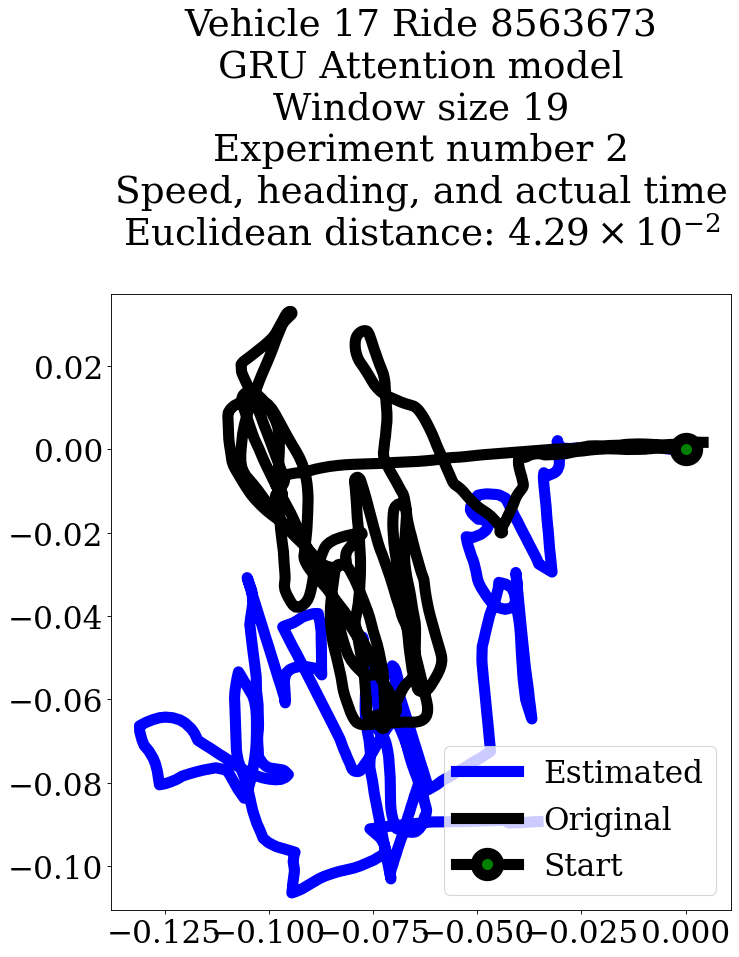 Vehicle 17 Ride 8563673
GRU Attention model
Window size 19
Experiment number 2
Speed, heading, and actual time
Euclidean distance: 4.29 × 10⁻²
0.02
0.00
−0.02
−0.04
−0.06
−0.08
−0.10
Estimated
Original
Start
−0.125 −0.100 −0.075 −0.050 −0.025 0.000